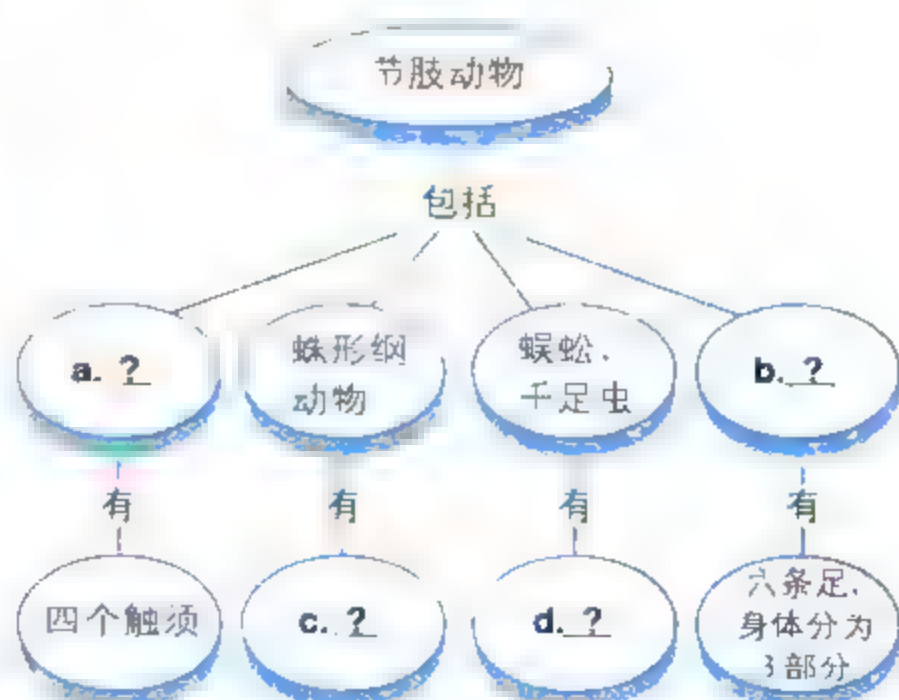 节肢动物
包括
a. ?
蛛形纲
动物
蜈蚣、
千足虫
b. ?
有
有
有
有
四个触须
c. ?
d. ?
六条足、
身体分为
3部分